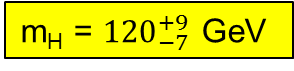 m_H = 120^{+9}_{-7} GeV